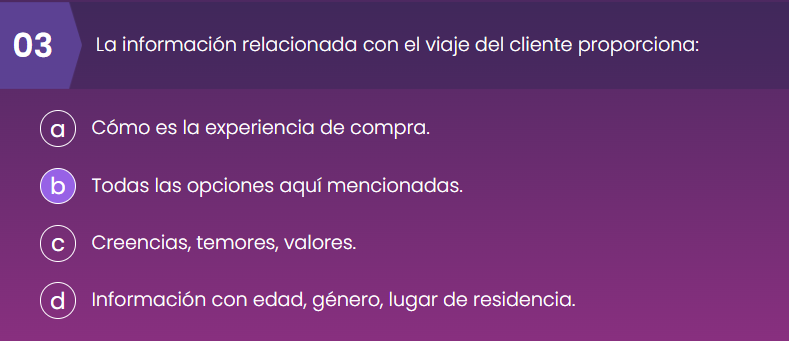 03
La información relacionada con el viaje del cliente proporciona:
a Cómo es la experiencia de compra.
b Todas las opciones aquí mencionadas.
c Creencias, temores, valores.
d Información con edad, género, lugar de residencia.